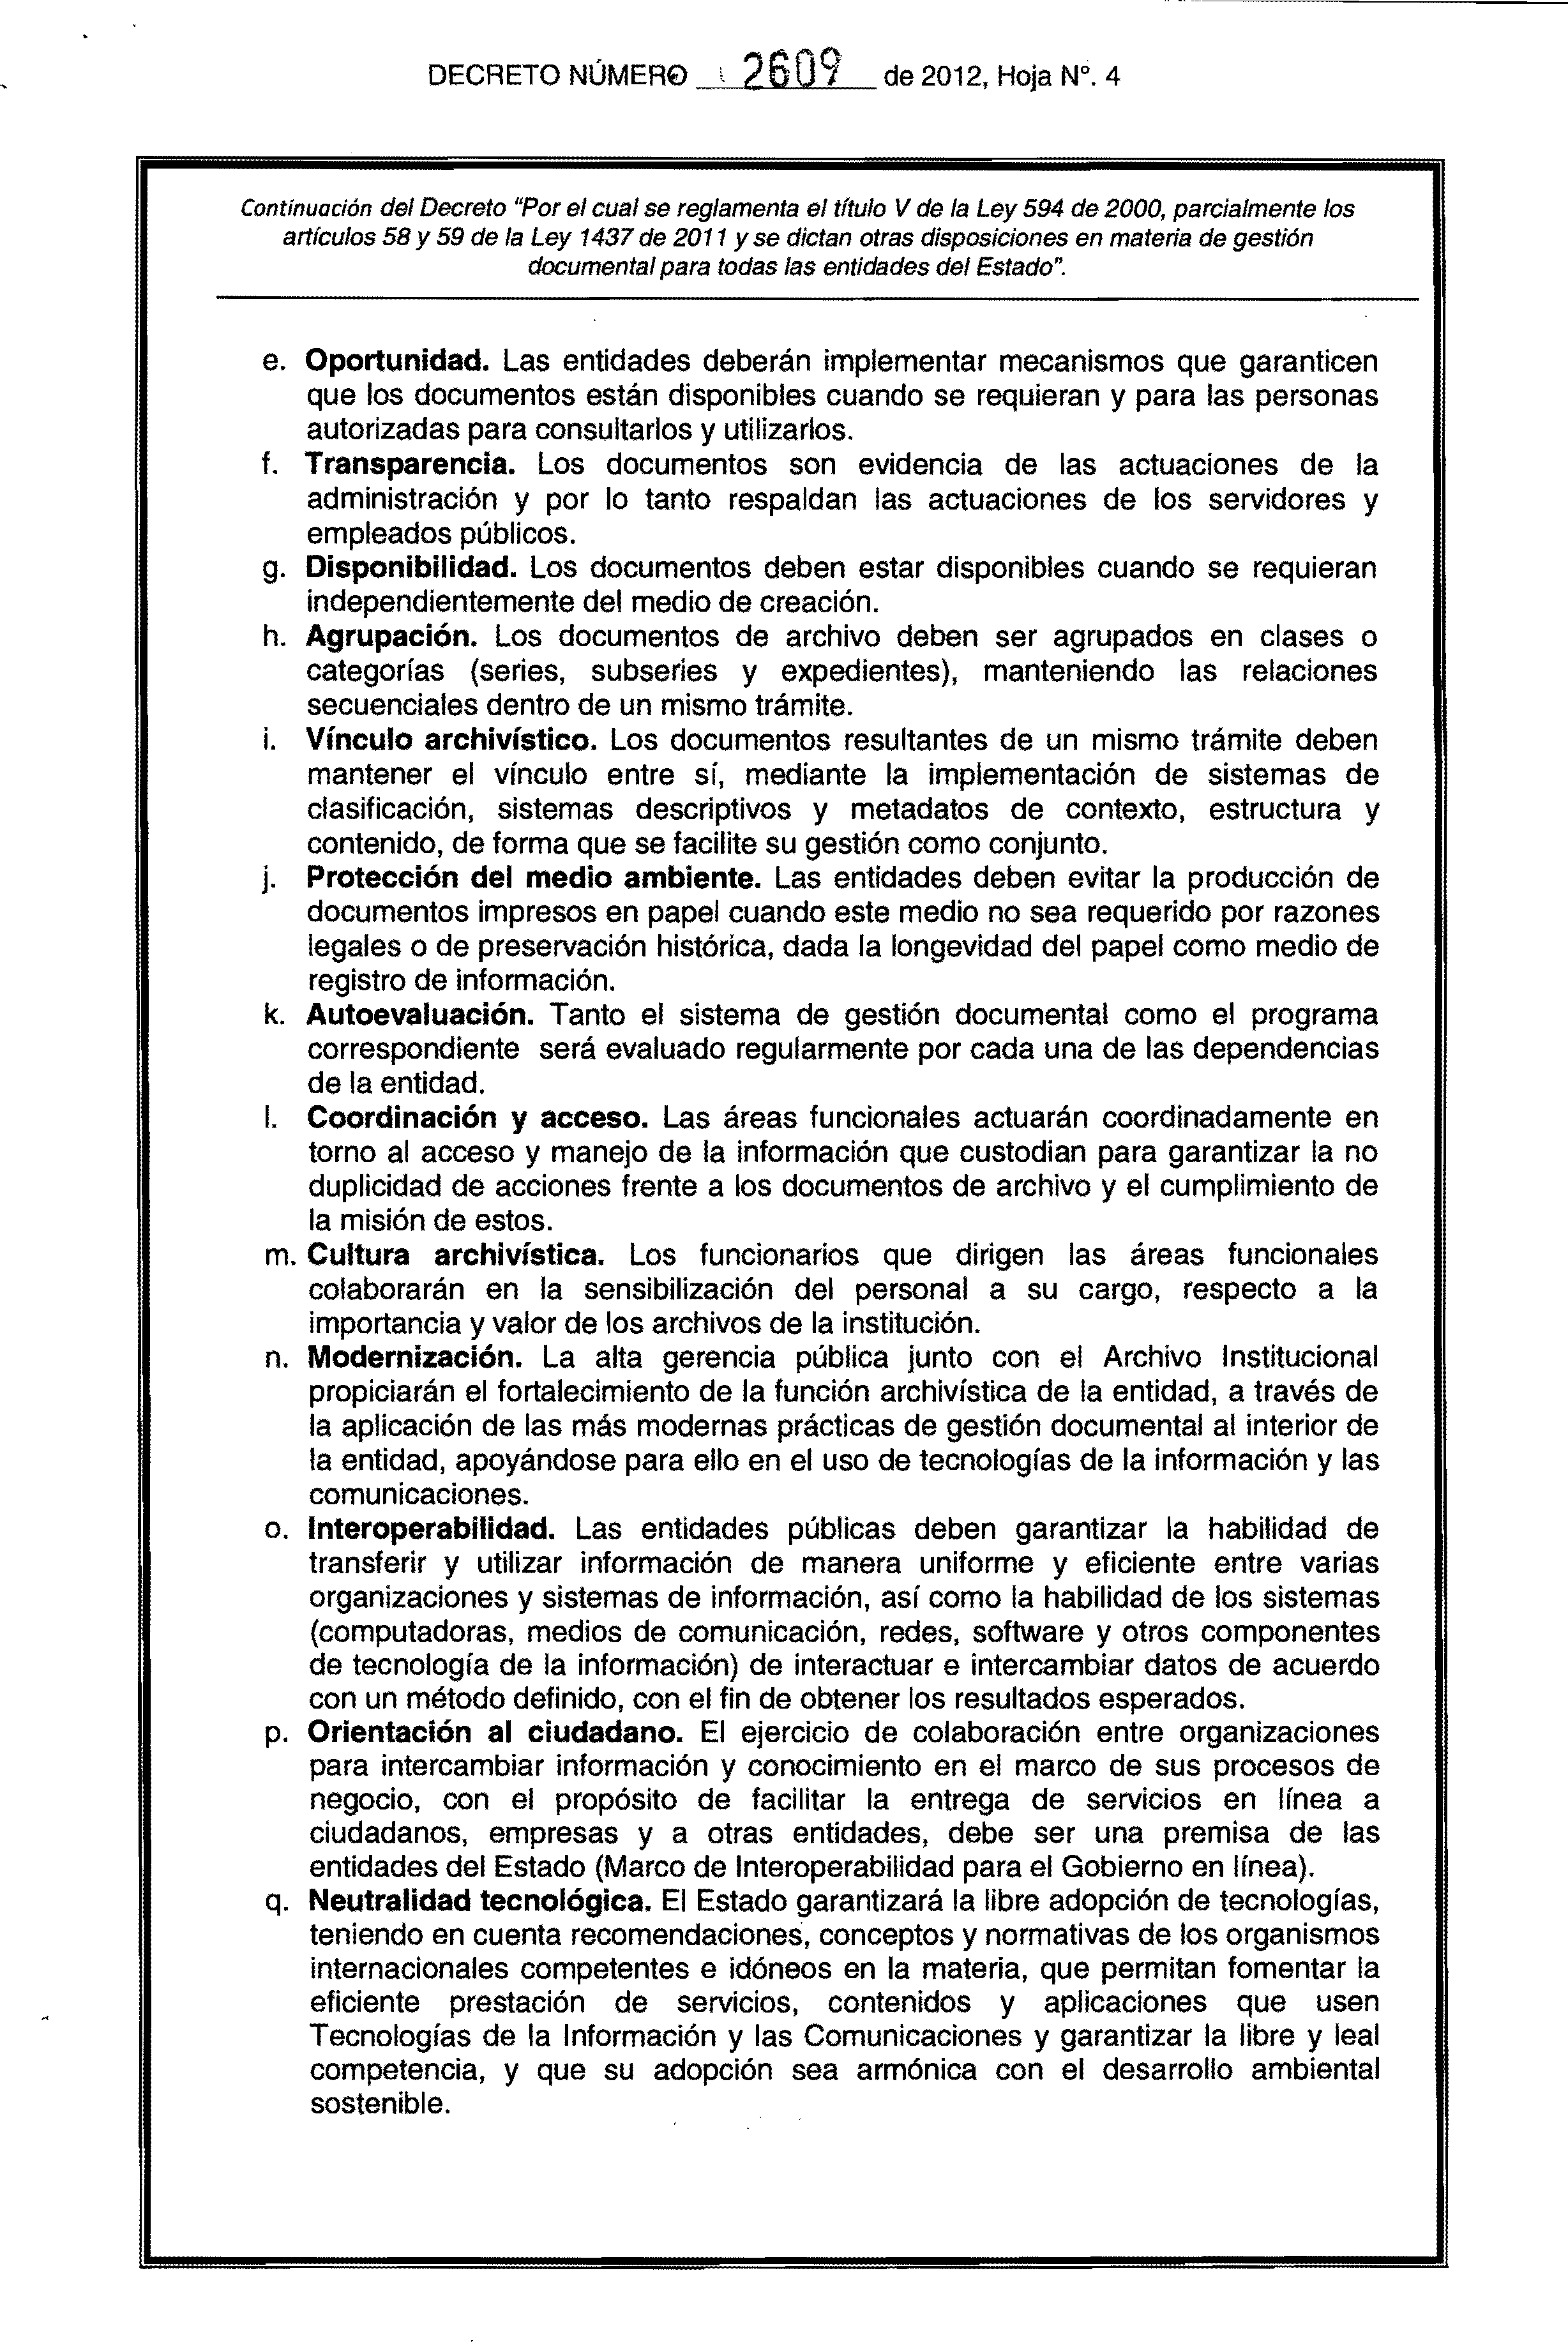 DECRETO NÚMERO 2609 de 2012, Hoja N°. 4
Continuación del Decreto "Por el cual se reglamenta el título V de la Ley 594 de 2000, parcialmente los
artículos 58 y 59 de la Ley 1437 de 2011 y se dictan otras disposiciones en materia de gestión
documental para todas las entidades del Estado".
e. Oportunidad. Las entidades deberán implementar mecanismos que garanticen
que los documentos están disponibles cuando se requieran y para las personas
autorizadas para consultarlos y utilizarlos.
f. Transparencia. Los documentos son evidencia de las actuaciones de la
administración y por lo tanto respaldan las actuaciones de los servidores y
empleados públicos.
g. Disponibilidad. Los documentos deben estar disponibles cuando se requieran
independientemente del medio de creación.
h. Agrupación. Los documentos de archivo deben ser agrupados en clases o
categorías (series, subseries y expedientes), manteniendo las relaciones
secuenciales dentro de un mismo trámite.
i. Vínculo archivístico. Los documentos resultantes de un mismo trámite deben
mantener el vínculo entre sí, mediante la implementación de sistemas de
clasificación, sistemas descriptivos y metadatos de contexto, estructura y
contenido, de forma que se facilite su gestión como conjunto.
j. Protección del medio ambiente. Las entidades deben evitar la producción de
documentos impresos en papel cuando este medio no sea requerido por razones
legales o de preservación histórica, dada la longevidad del papel como medio de
registro de información.
k. Autoevaluación. Tanto el sistema de gestión documental como el programa
correspondiente será evaluado regularmente por cada una de las dependencias
de la entidad.
l. Coordinación y acceso. Las áreas funcionales actuarán coordinadamente en
torno al acceso y manejo de la información que custodian para garantizar la no
duplicidad de acciones frente a los documentos de archivo y el cumplimiento de
la misión de estos.
m. Cultura archivística. Los funcionarios que dirigen las áreas funcionales
colaborarán en la sensibilización del personal a su cargo, respecto a la
importancia y valor de los archivos de la institución.
n. Modernización. La alta gerencia pública junto con el Archivo Institucional
propiciarán el fortalecimiento de la función archivística de la entidad, a través de
la aplicación de las más modernas prácticas de gestión documental al interior de
la entidad, apoyándose para ello en el uso de tecnologías de la información y las
comunicaciones.
o. Interoperabilidad. Las entidades públicas deben garantizar la habilidad de
transferir y utilizar información de manera uniforme y eficiente entre varias
organizaciones y sistemas de información, así como la habilidad de los sistemas
(computadoras, medios de comunicación, redes, software y otros componentes
de tecnología de la información) de interactuar e intercambiar datos de acuerdo
con un método definido, con el fin de obtener los resultados esperados.
p. Orientación al ciudadano. El ejercicio de colaboración entre organizaciones
para intercambiar información y conocimiento en el marco de sus procesos de
negocio, con el propósito de facilitar la entrega de servicios en línea a
ciudadanos, empresas y a otras entidades, debe ser una premisa de las
entidades del Estado (Marco de Interoperabilidad para el Gobierno en línea).
q. Neutralidad tecnológica. El Estado garantizará la libre adopción de tecnologías,
teniendo en cuenta recomendaciones, conceptos y normativas de los organismos
internacionales competentes e idóneos en la materia, que permitan fomentar la
eficiente prestación de servicios, contenidos y aplicaciones que usen
Tecnologías de la Información y las Comunicaciones y garantizar la libre y leal
competencia, y que su adopción sea armónica con el desarrollo ambiental
sostenible.